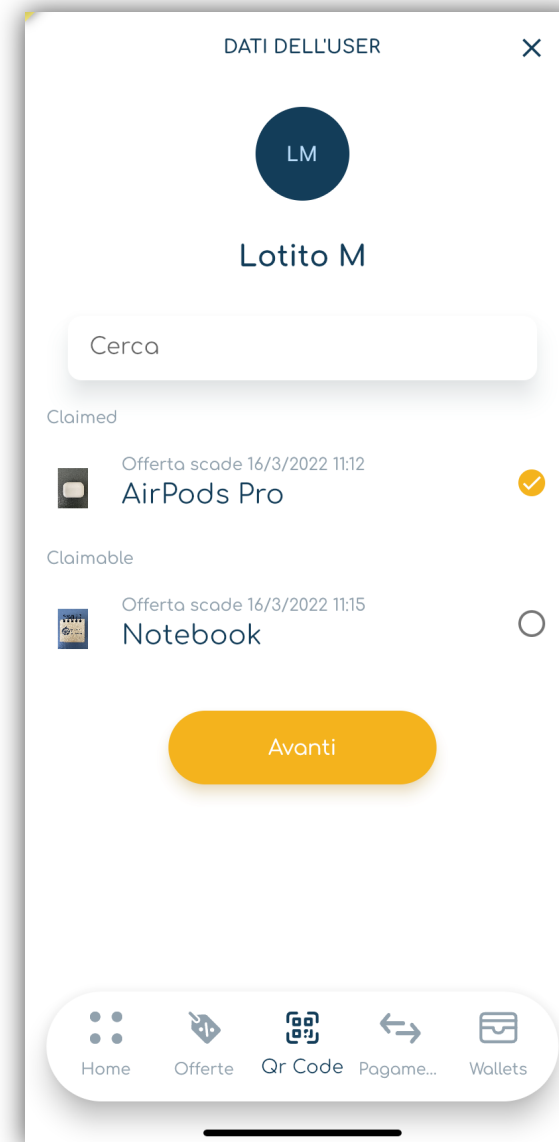 DATI DELL'USER
LM
Lotito M
Cerca
Claimed
Offerta scade 16/3/2022 11:12
AirPods Pro
Claimable
Offerta scade 16/3/2022 11:15
Notebook
Avanti
Home Offerte Qr Code Pagame... Wallets